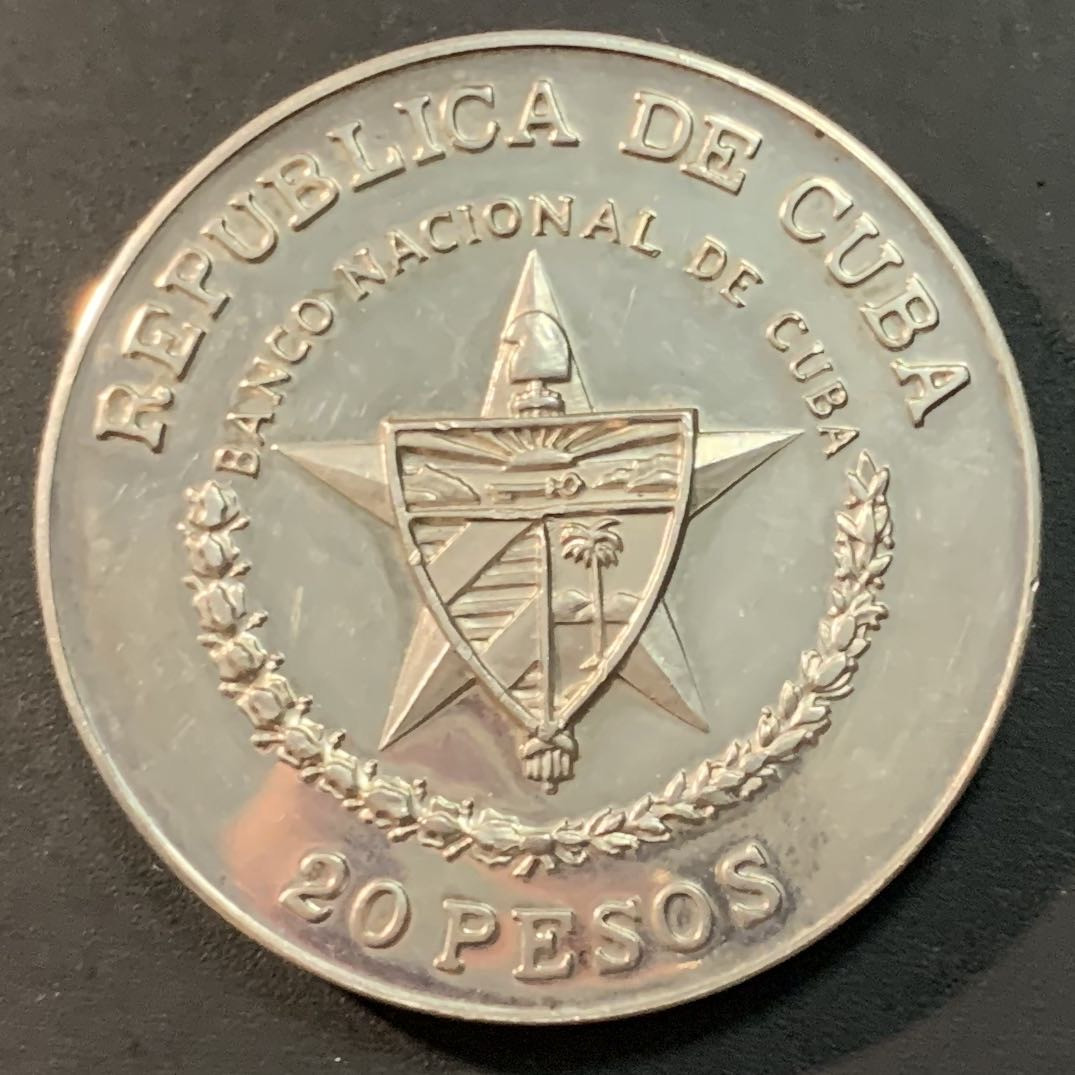 REPUBLICA DE CUBA
BANCO NACIONAL DE CUBA
20 PESOS